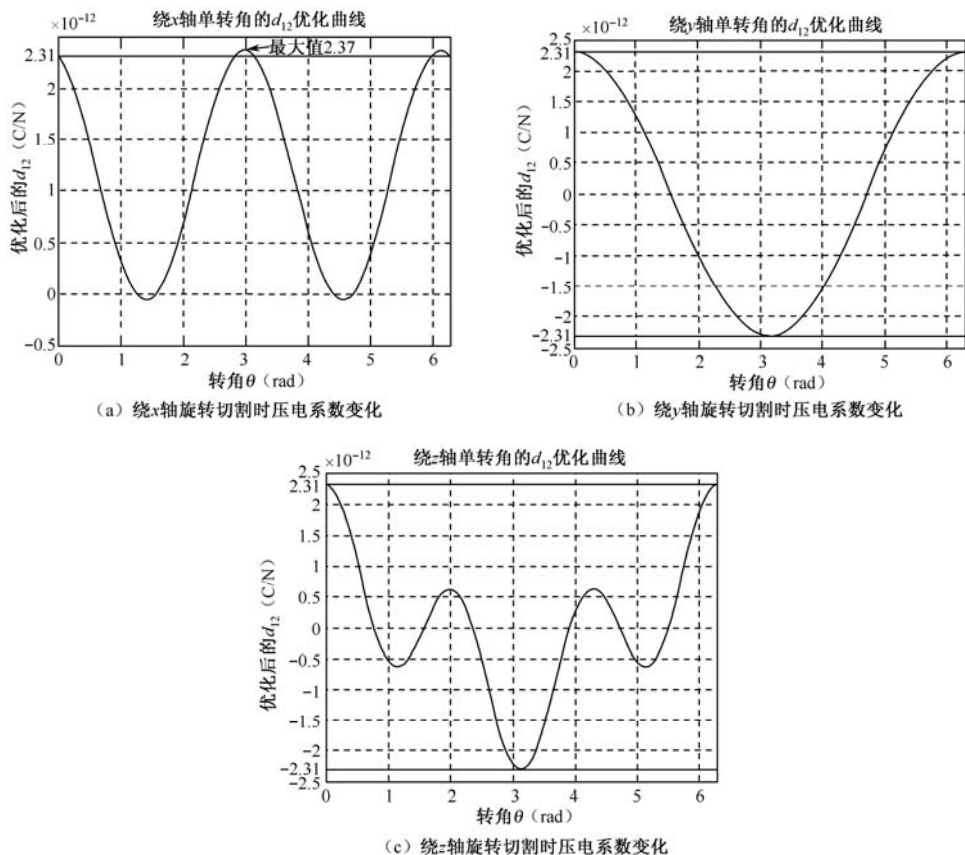 绕x轴单转角的d12优化曲线
×10−12
2.31
2
1.5
1
0.5
0
−0.5
最大值2.37
优化后的d12（C/N）
0 1 2 3 4 5 6
转角θ（rad）
（a）绕x轴旋转切割时压电系数变化
绕y轴单转角的d12优化曲线
×10−12
2.5
2.31
2
1.5
1
0.5
0
−0.5
−1
−1.5
−2
−2.31
−2.5
优化后的d12（C/N）
0 1 2 3 4 5 6
转角θ（rad）
（b）绕y轴旋转切割时压电系数变化
绕z轴单转角的d12优化曲线
×10−12
2.5
2.31
2
1.5
1
0.5
0
−0.5
−1
−1.5
−2
−2.31
−2.5
优化后的d12（C/N）
0 1 2 3 4 5 6
转角θ（rad）
（c）绕z轴旋转切割时压电系数变化